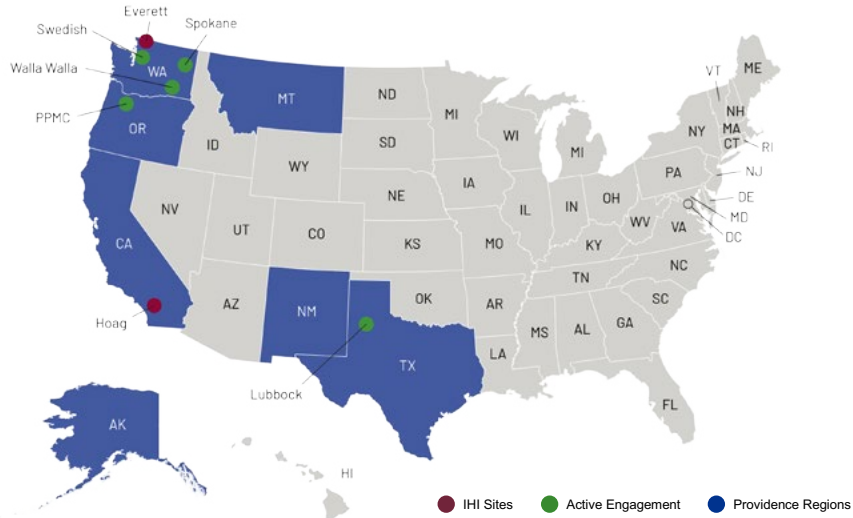 Everett
Swedish
Spokane
Walla Walla
WA
PPMC
OR
MT
ID
WY
NV
UT
CO
CA
AZ
NM
Hoag
Lubbock
TX
AK
HI
ND
SD
NE
KS
OK
MI
IA
MO
AR
LA
WI
IL
MI
IN
OH
KY
TN
MS
AL
GA
FL
SC
NC
VA
WV
PA
NY
VT
ME
NH
MA
CT
RI
NJ
DE
MD
DC
IHI Sites
Active Engagement
Providence Regions